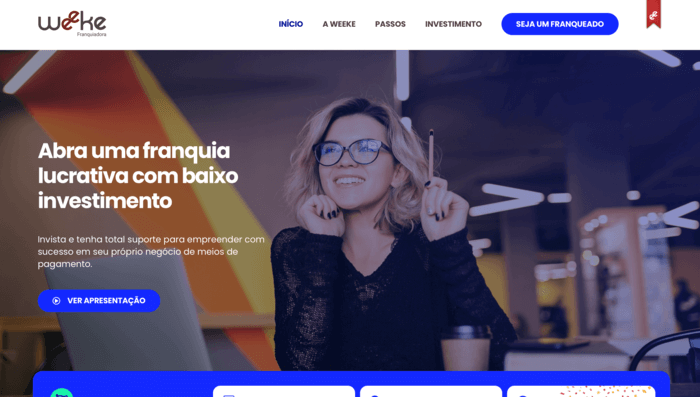 weeke
Franquiadora
INÍCIO
A WEEKE
PASSOS
INVESTIMENTO
SEJA UM FRANQUEADO
Abra uma franquia
lucrativa com baixo
investimento
Invista e tenha total suporte para empreender com
sucesso em seu próprio negócio de meios de
pagamento.
VER APRESENTAÇÃO